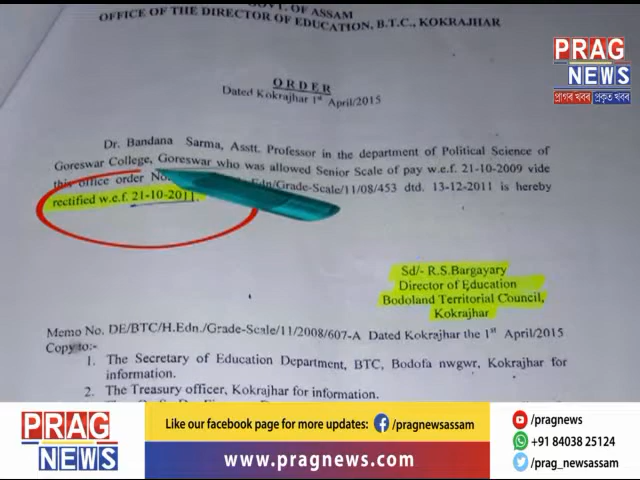 GOVT. OF ASSAM
OFFICE OF THE DIRECTOR OF EDUCATION, B.T.C., KOKRAJHAR
PRAG
NEWS
প্ৰাগৰ খবৰ প্ৰকৃত খবৰ
ORDER
Dated Kokrajhar 1st April/2015
Dr. Bandana Sarma, Asstt. Professor in the department of Political Science of
Goreswar College, Goreswar who was allowed Senior Scale of pay w.e.f. 21-10-2009 vide
this office order No. Edn/Grade-Scale/11/08/453 dtd. 13-12-2011 is hereby
rectified w.e.f. 21-10-2011.
Sd/- R.S.Bargayary
Director of Education
Bodoland Territorial Council,
Kokrajhar
Memo No. DE/BTC/H.Edn./Grade-Scale/11/2008/607-A Dated Kokrajhar the 1st April/2015
Copy to:-
1. The Secretary of Education Department, BTC, Bodofa nwgwr, Kokrajhar for
information.
2. The Treasury officer, Kokrajhar for information.
PRAG
NEWS
Like our facebook page for more updates: f /pragnewsassam
www.pragnews.com
/pragnews
+91 84038 25124
/prag_newsassam